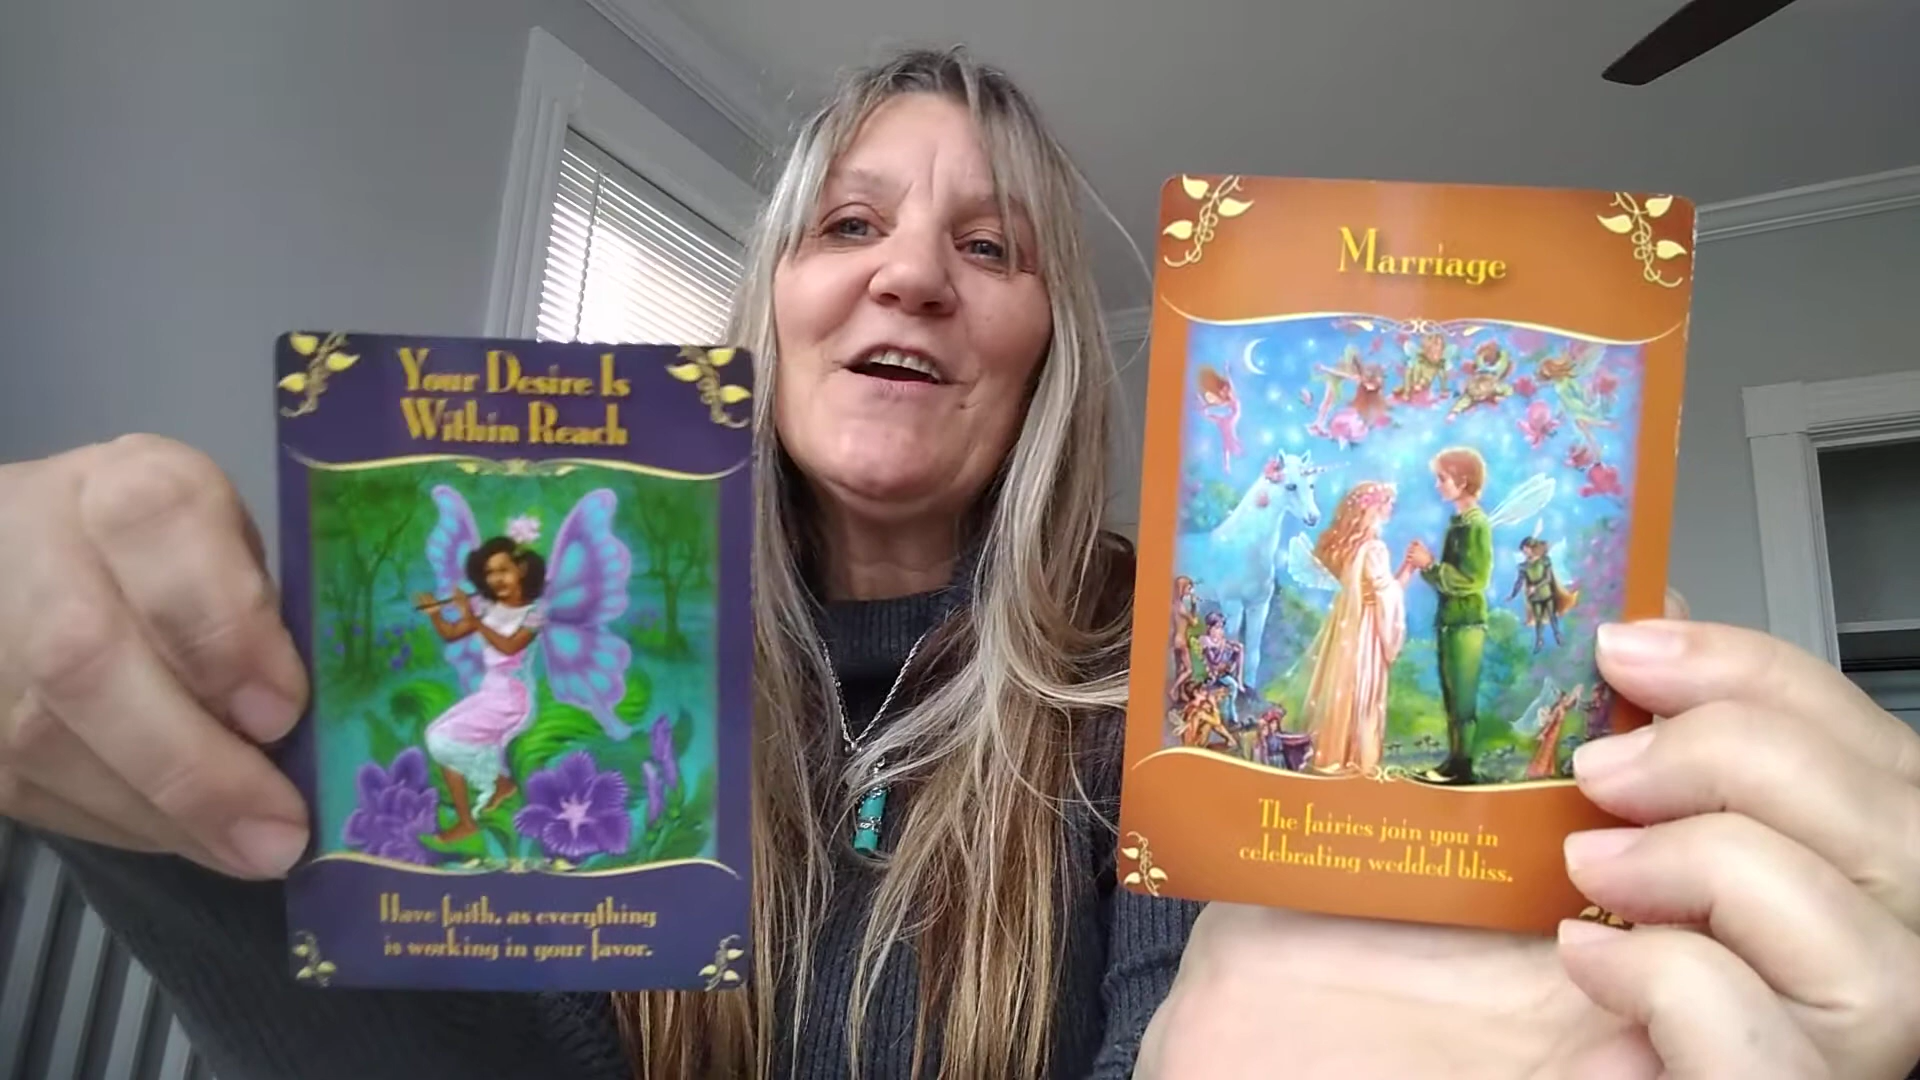 Your Desire Is
Within Reach
Have faith, as everything
is working in your favor.
Marriage
The fairies join you in
celebrating wedded bliss.